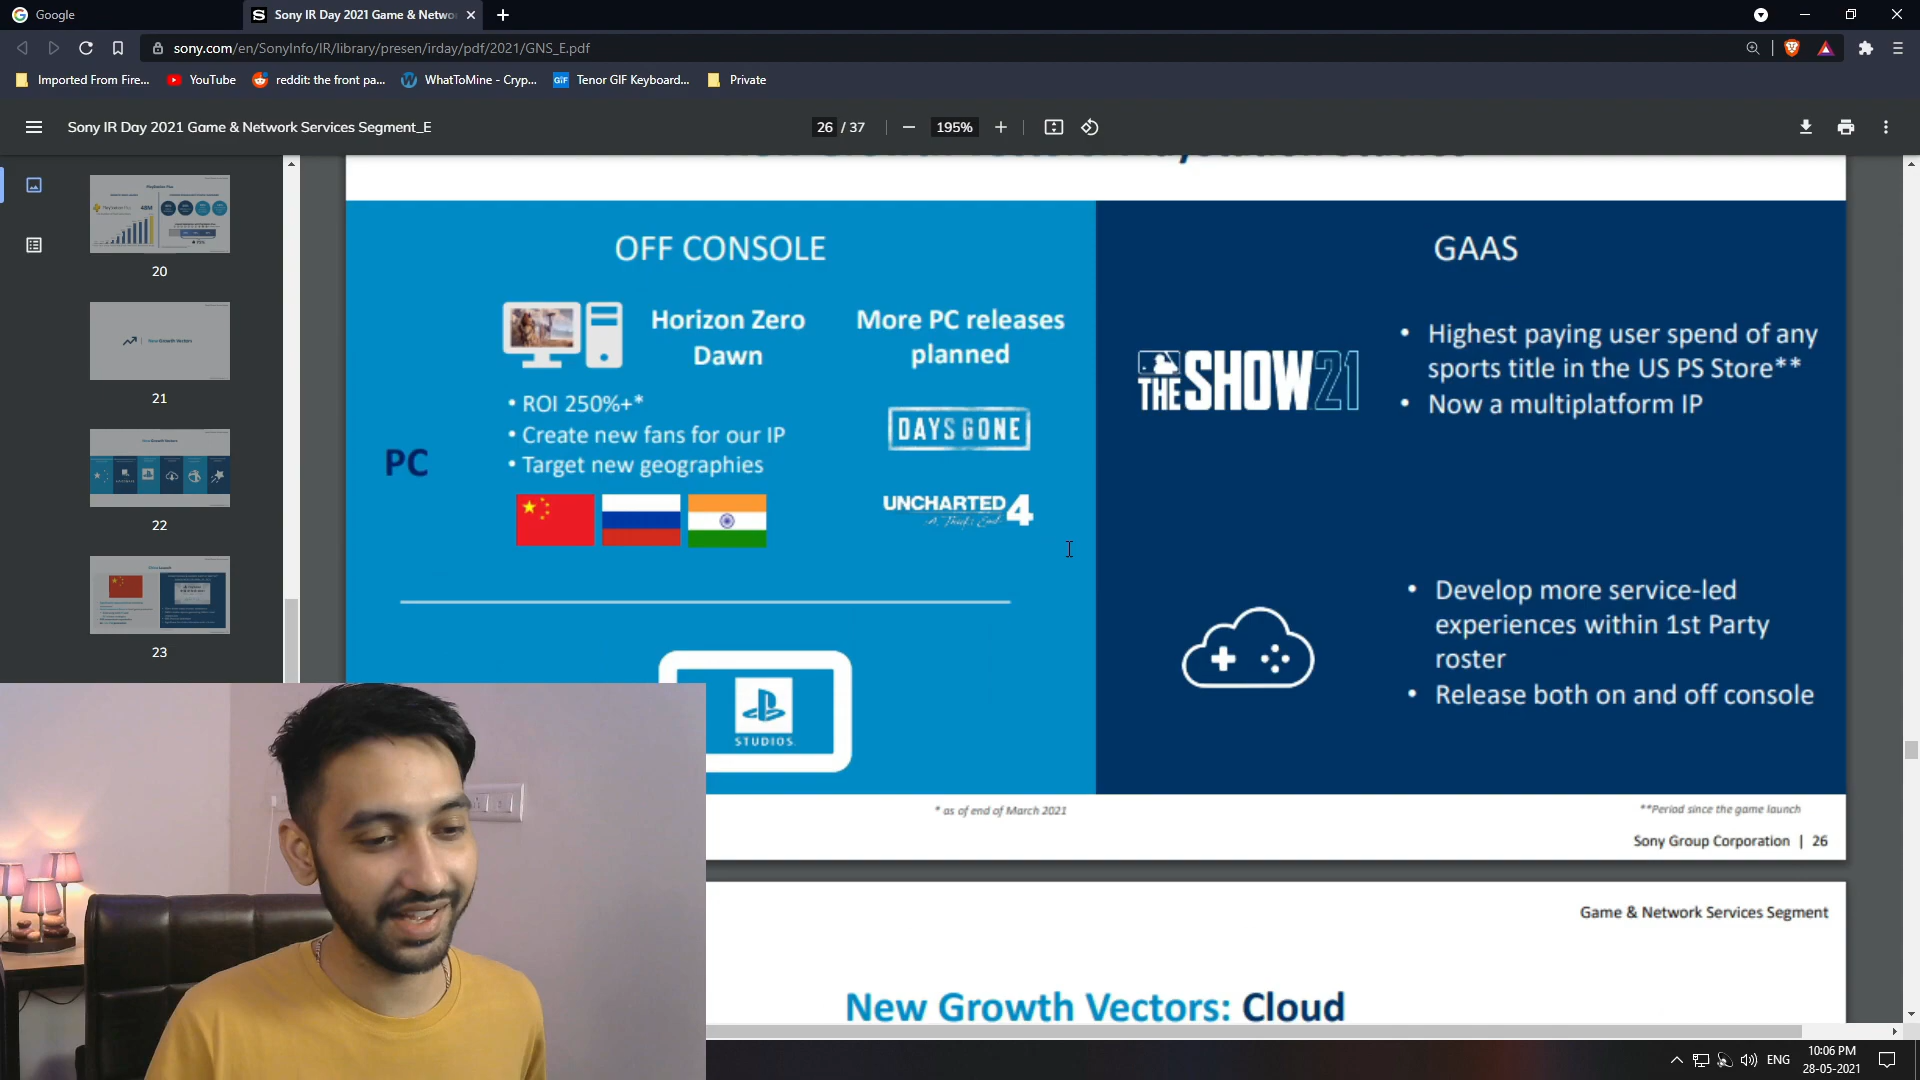 Google
Sony IR Day 2021 Game & Netwo
sony.com/en/SonyInfo/IR/library/presen/irday/pdf/2021/GNS_E.pdf
Imported From Fire...
YouTube
reddit: the front pa...
WhatToMine - Cryp...
GIF
Tenor GIF Keyboard...
Private
Sony IR Day 2021 Game & Network Services Segment_E
26 / 37
195%
20
21
22
23
OFF CONSOLE
Horizon Zero
Dawn
More PC releases
planned
PC
• ROI 250%+*
• Create new fans for our IP
• Target new geographies
DAYS GONE
UNCHARTED 4
A Thief's End
STUDIOS
GAAS
THE SHOW 21
• Highest paying user spend of any
sports title in the US PS Store**
• Now a multiplatform IP
• Develop more service-led
experiences within 1st Party
roster
• Release both on and off console
* as of end of March 2021
**Period since the game launch
Sony Group Corporation | 26
Game & Network Services Segment
New Growth Vectors: Cloud
ENG
10:06 PM
28-05-2021